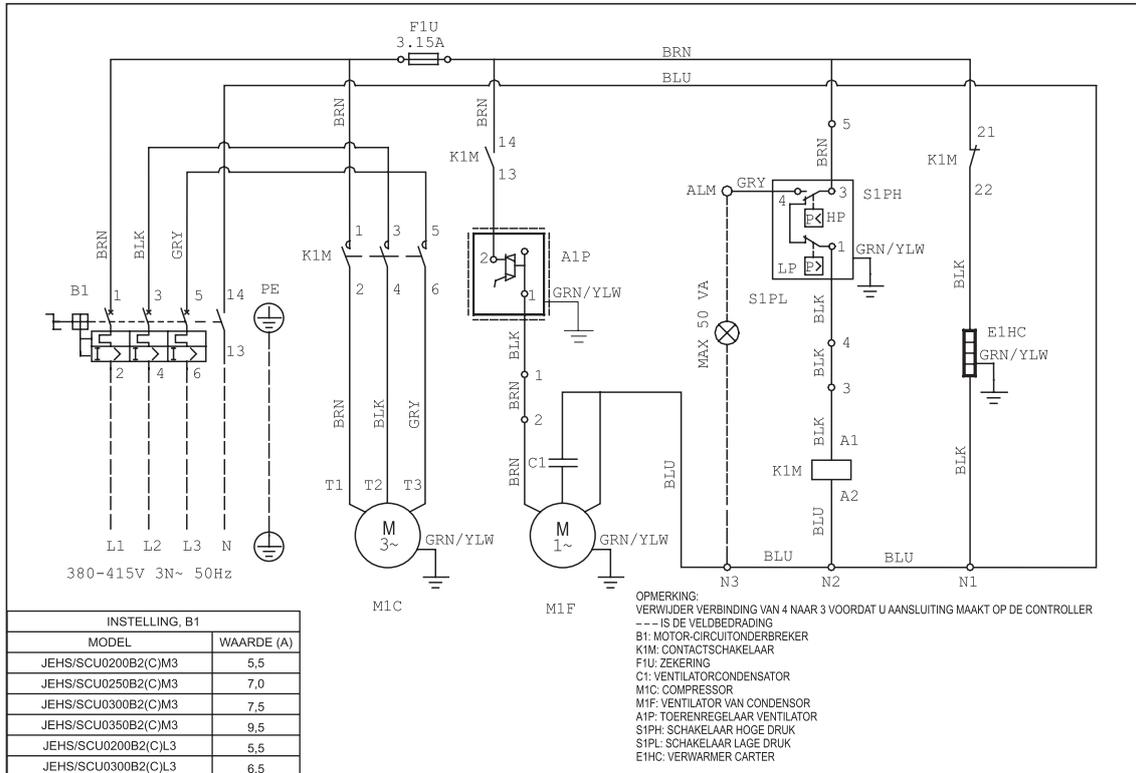 F1U
3.15A
BRN
BLU
BRN
BRN
14
K1M
13
5
BRN
21
K1M
22
ALM
GRY
4
3
S1PH
P<
HP
1
LP
P>
GRN/YLW
S1PL
BRN
BLK
GRY
B1
1
3
5
14
PE
13
2
4
6
1
3
5
K1M
2
4
6
2
A1P
1
GRN/YLW
BLK
1
BRN
2
BRN
MAX 50 VA
BLK
4
BLK
3
BLK
A1
K1M
A2
BLU
BLK
E1HC
GRN/YLW
BLK
BRN
BLK
GRY
C1
BLU
T1
T2
T3
M
3~
GRN/YLW
M
1~
GRN/YLW
BLU
BLU
N3
N2
N1
L1
L2
L3
N
380-415V 3N~ 50Hz
M1C
M1F
INSTELLING, B1
MODEL WAARDE (A)
JEHS/SCU0200B2(C)M3 5,5
JEHS/SCU0250B2(C)M3 7,0
JEHS/SCU0300B2(C)M3 7,5
JEHS/SCU0350B2(C)M3 9,5
JEHS/SCU0200B2(C)L3 5,5
JEHS/SCU0300B2(C)L3 6,5
OPMERKING:
VERWIJDER VERBINDING VAN 4 NAAR 3 VOORDAT U AANSLUITING MAAKT OP DE CONTROLLER
---- IS DE VELDBEDRADING
B1: MOTOR-CIRCUITONDERBREKER
K1M: CONTACTSCHAKELAAR
F1U: ZEKERING
C1: VENTILATORCONDENSATOR
M1C: COMPRESSOR
M1F: VENTILATOR VAN CONDENSOR
A1P: TOERENREGELAAR VENTILATOR
S1PH: SCHAKELAAR HOGE DRUK
S1PL: SCHAKELAAR LAGE DRUK
E1HC: VERWARMER CARTER